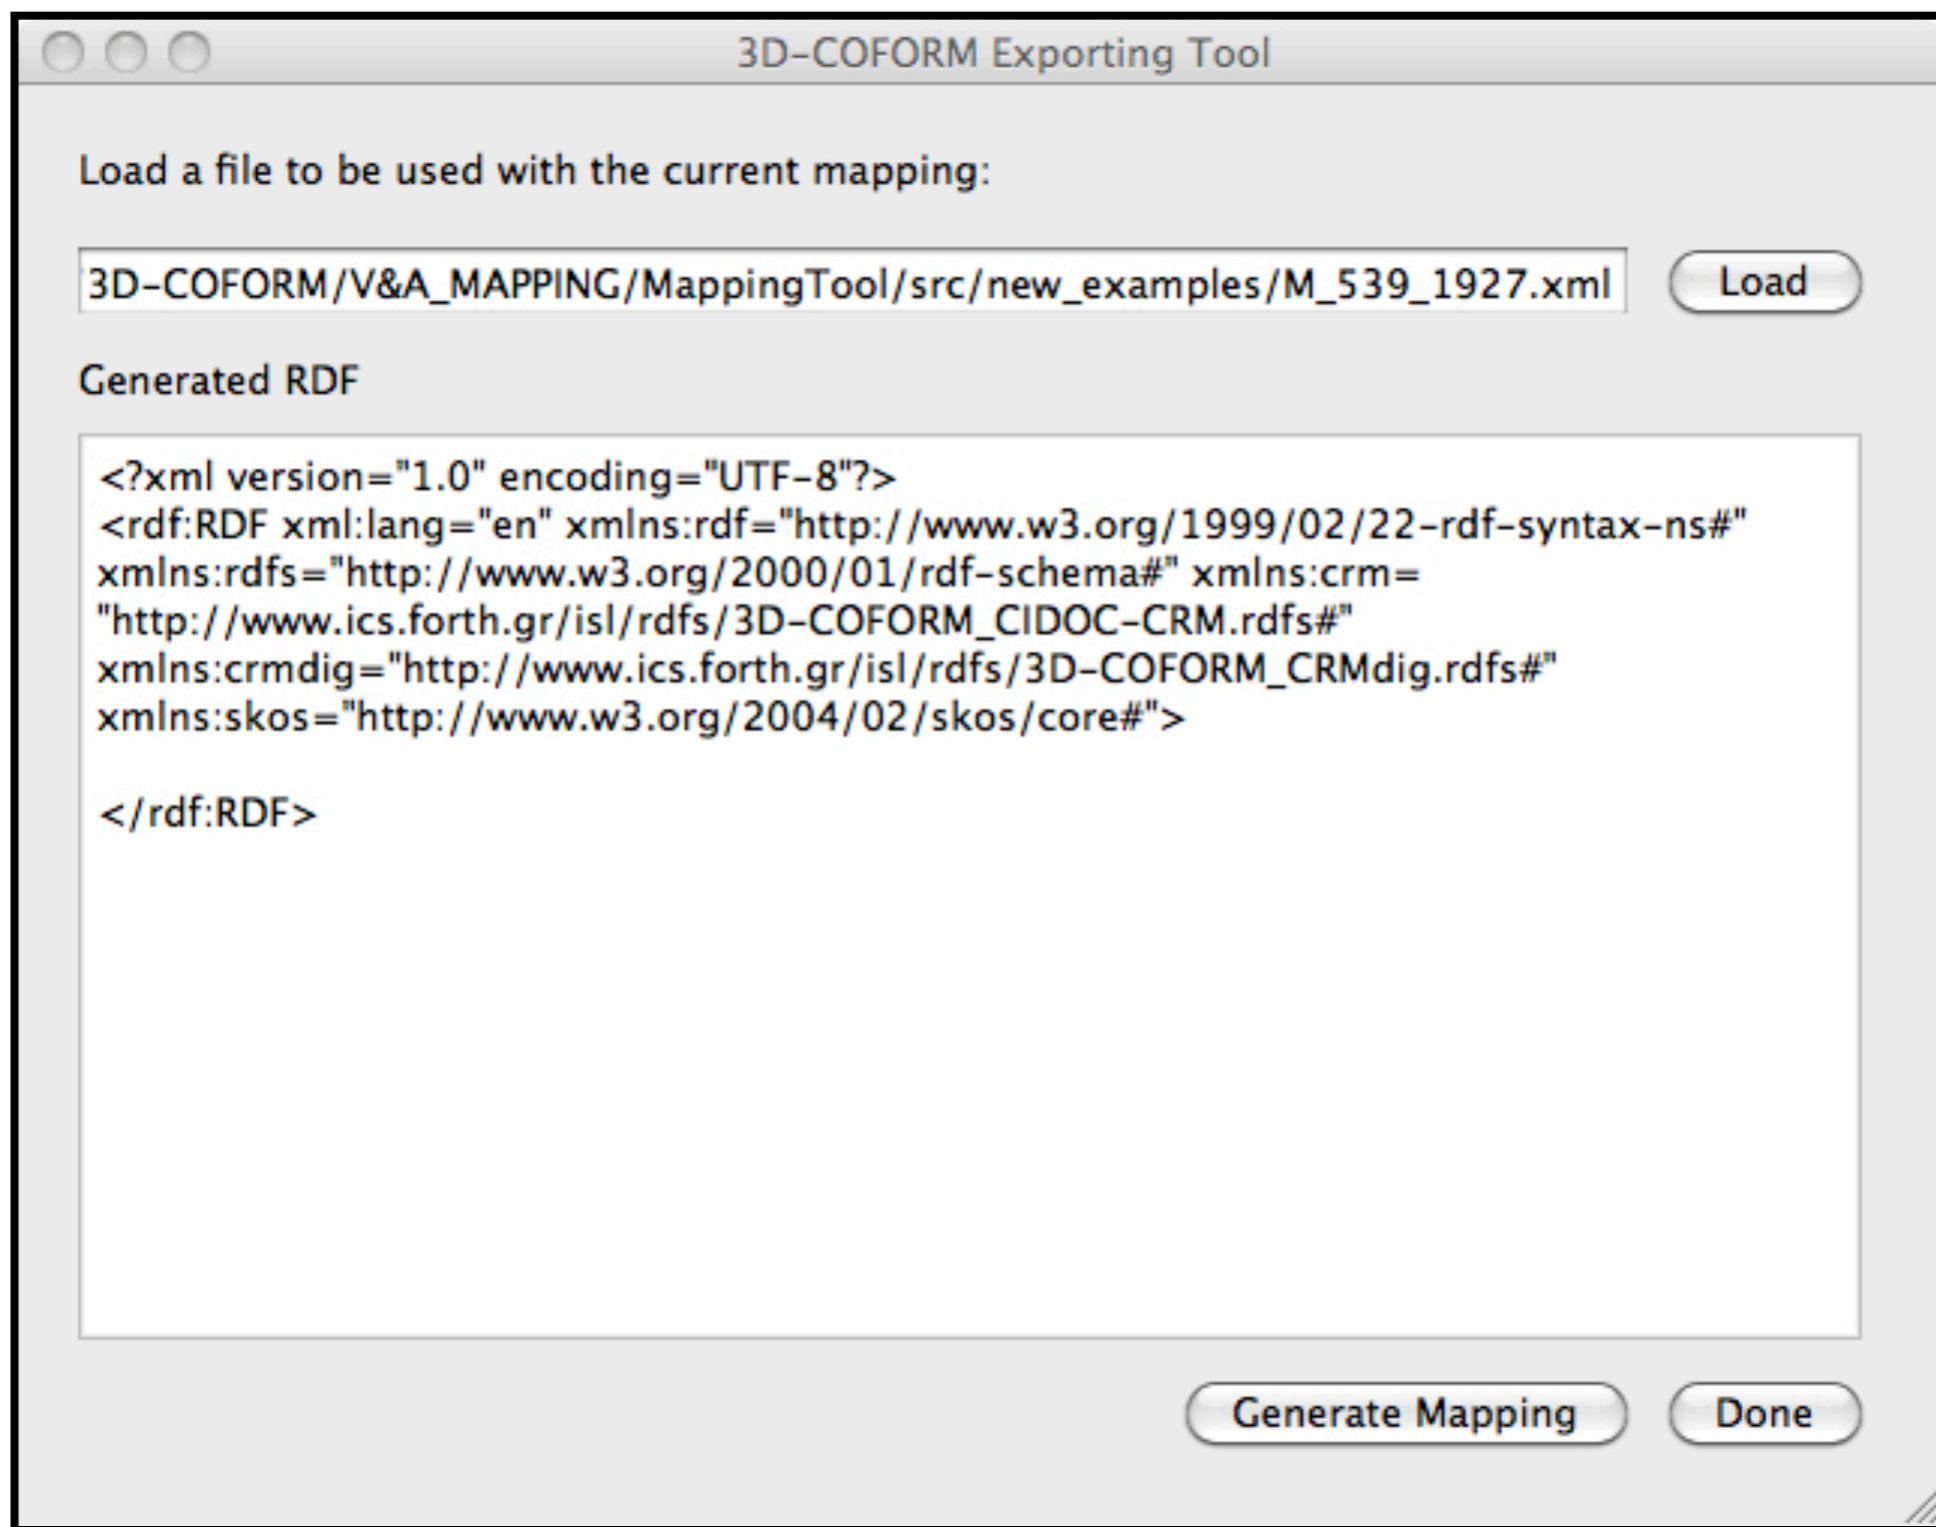 3D-COFORM Exporting Tool
Load a file to be used with the current mapping:
3D-COFORM/V&A_MAPPING/MappingTool/src/new_examples/M_539_1927.xml
Load
Generated RDF
<?xml version="1.0" encoding="UTF-8"?>
<rdf:RDF xml:lang="en" xmlns:rdf="http://www.w3.org/1999/02/22-rdf-syntax-ns#"
xmlns:rdfs="http://www.w3.org/2000/01/rdf-schema#" xmlns:crm=
"http://www.ics.forth.gr/isl/rdfs/3D-COFORM_CIDOC-CRM.rdfs#"
xmlns:crmdig="http://www.ics.forth.gr/isl/rdfs/3D-COFORM_CRMdig.rdfs#"
xmlns:skos="http://www.w3.org/2004/02/skos/core#">
</rdf:RDF>
Generate Mapping
Done